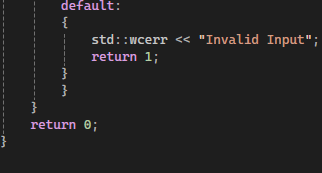 default:
{
std::wcerr << "Invalid Input";
return 1;
}
}
}
return 0;
}